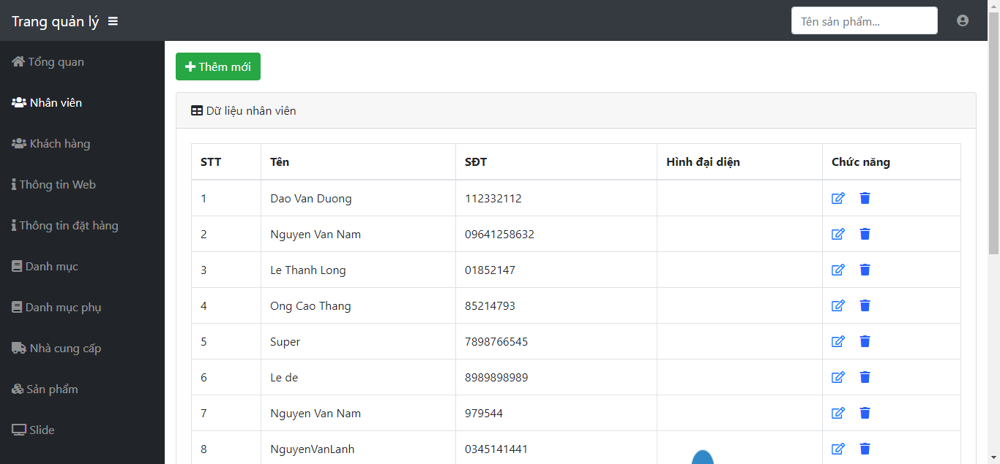 Trang quản lý
Tên sản phẩm...
Tổng quan
Nhân viên
Khách hàng
Thông tin Web
Thông tin đặt hàng
Danh mục
Danh mục phụ
Nhà cung cấp
Sản phẩm
Slide
Thêm mới
Dữ liệu nhân viên
STT Tên SĐT Hình đại diện Chức năng
1 Dao Van Duong 112332112
2 Nguyen Van Nam 09641258632
3 Le Thanh Long 01852147
4 Ong Cao Thang 85214793
5 Super 7898766545
6 Le de 8989898989
7 Nguyen Van Nam 979544
8 NguyenVanLanh 0345141441